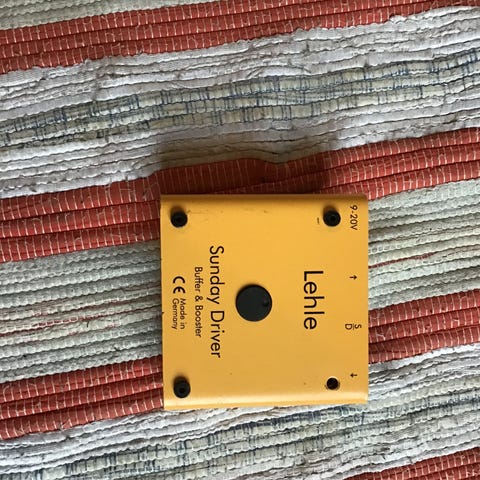 9-20V
↑ S ↓
D
Lehle
Sunday Driver
Buffer & Booster
CE Made in
Germany